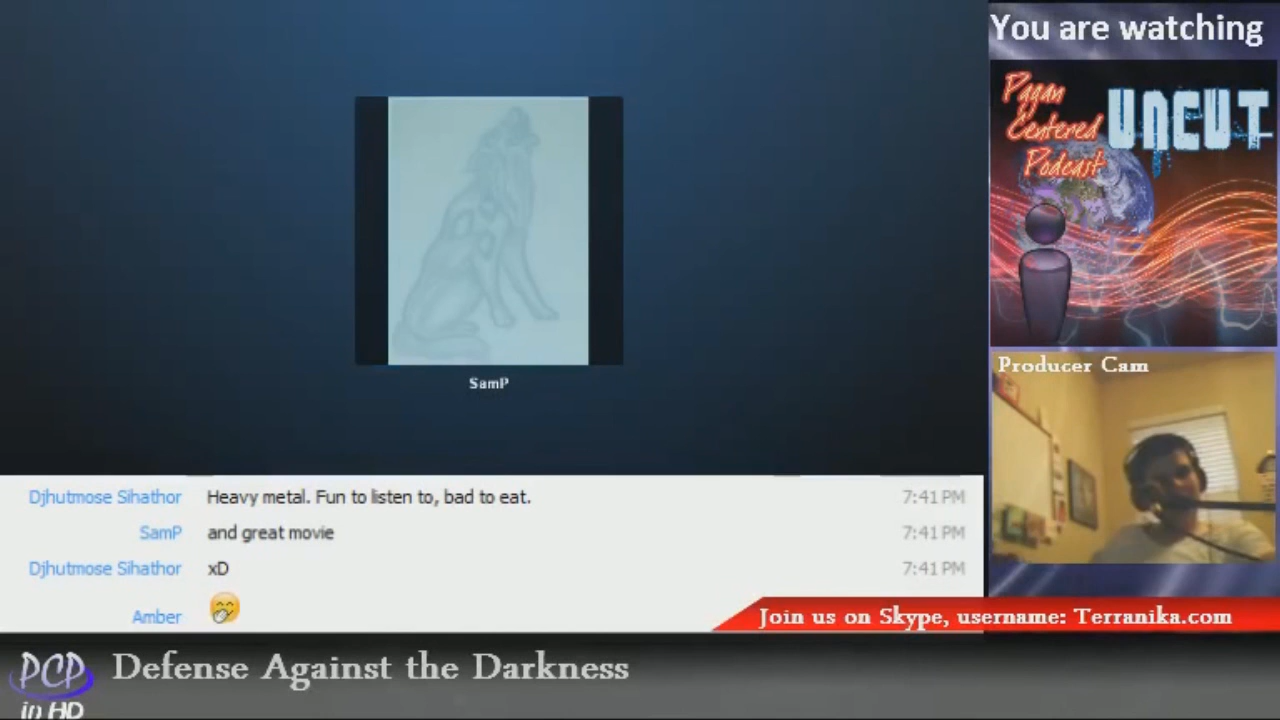 You are watching
Pagan
Centered
Podcast
UNCUT
Producer Cam
SamP
Djhutmose Sihathor Heavy metal. Fun to listen to, bad to eat. 7:41 PM
SamP and great movie 7:41 PM
Djhutmose Sihathor xD 7:41 PM
Amber
Join us on Skype, username: Terranika.com
PCP
in HD
Defense Against the Darkness